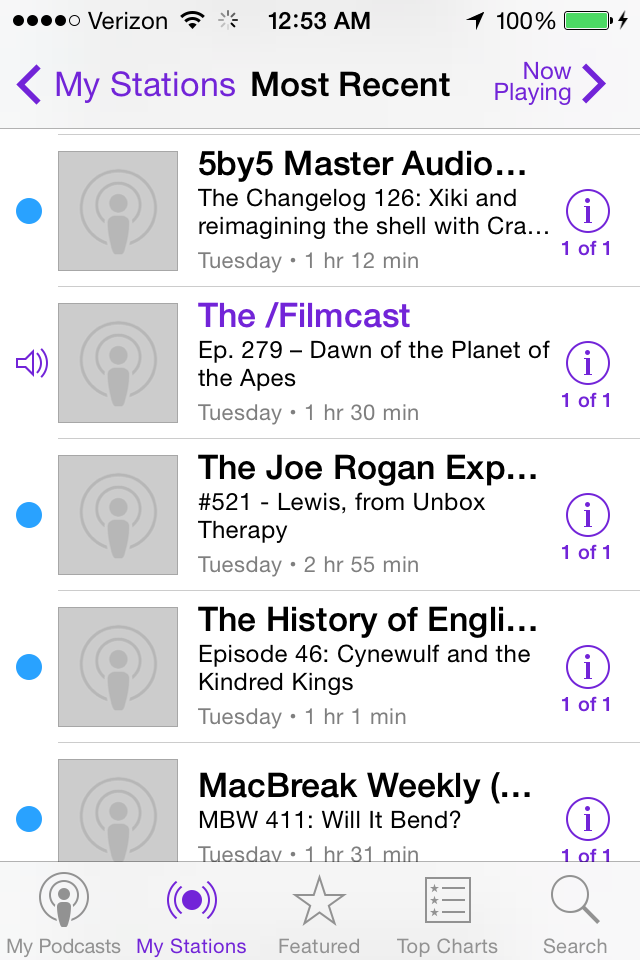 Verizon 12:53 AM 100%
My Stations Most Recent Now Playing
5by5 Master Audio...
The Changelog 126: Xiki and
reimagining the shell with Cra...
Tuesday • 1 hr 12 min
1 of 1
The /Filmcast
Ep. 279 – Dawn of the Planet of
the Apes
Tuesday • 1 hr 30 min
1 of 1
The Joe Rogan Exp...
#521 - Lewis, from Unbox
Therapy
Tuesday • 2 hr 55 min
1 of 1
The History of Engli...
Episode 46: Cynewulf and the
Kindred Kings
Tuesday • 1 hr 1 min
1 of 1
MacBreak Weekly (...
MBW 411: Will It Bend?
Tuesday • 1 hr 31 min
1 of 1
My Podcasts My Stations Featured Top Charts Search